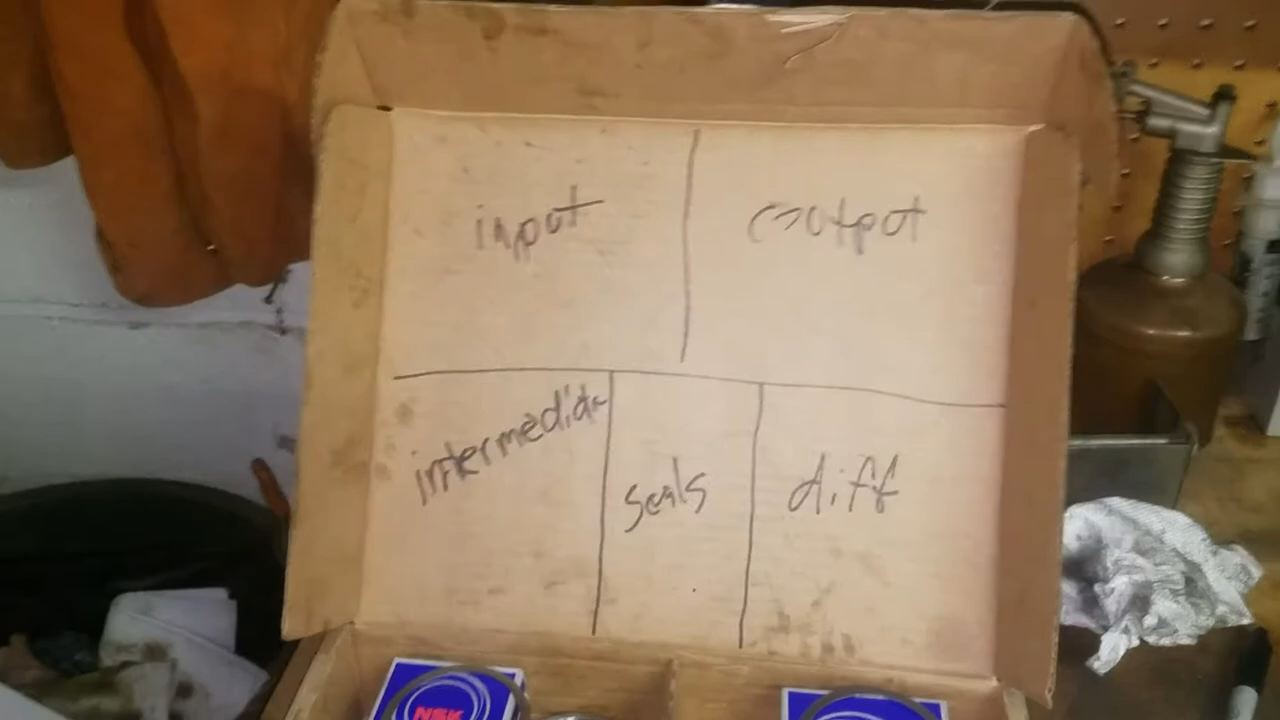 input
output
intermediate
seals
diff
NSK